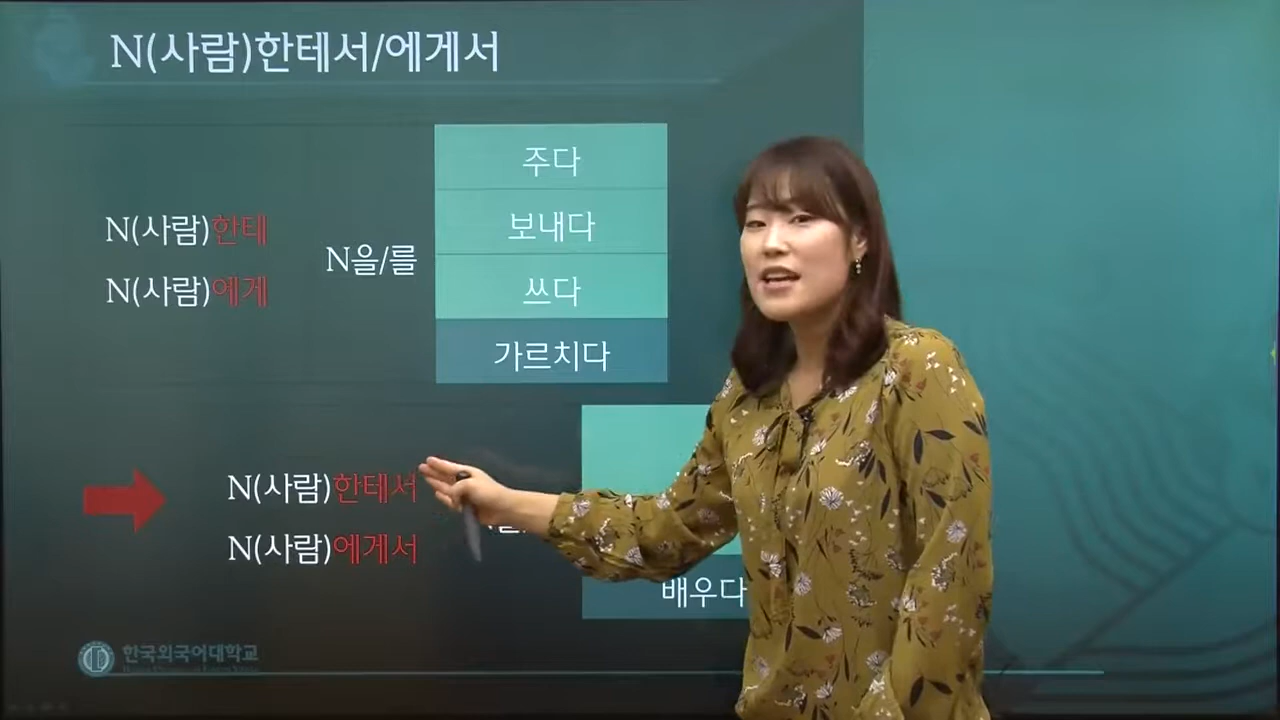 N(사람)한테서/에게서
N(사람)한테
N(사람)에게
N을/를
주다
보내다
쓰다
가르치다
N(사람)한테서
N(사람)에게서
배우다
한국외국어대학교